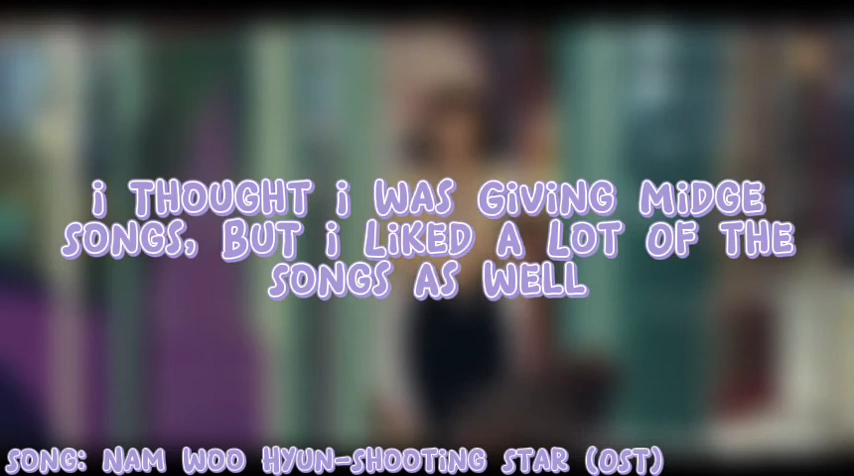 i THOUGHT i WAS GiViNG MiDGE
SONGS, BUT i LiKED A LOT OF THE
SONGS AS WELL
SONG: NAM WOO HYUN-SHOOTiNG STAR (OST)